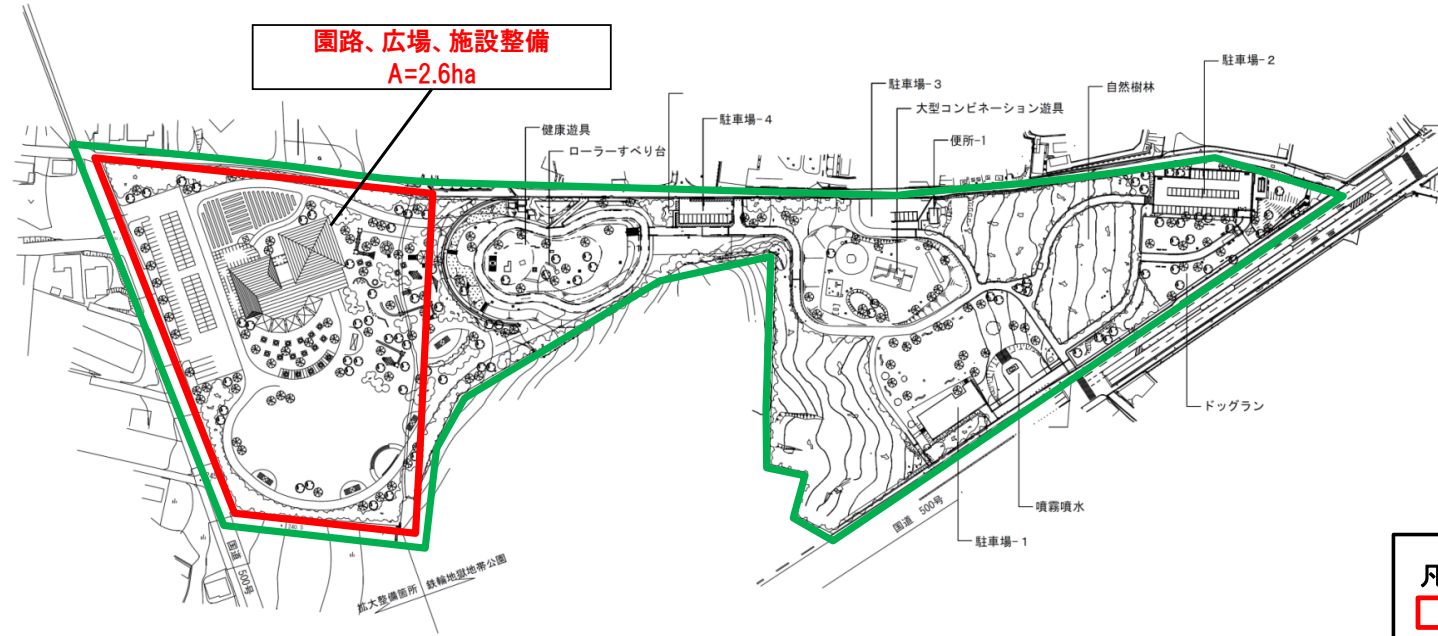 園路、広場、施設整備
A=2.6ha
駐車場-2
駐車場-3
自然樹林
大型コンビネーション遊具
駐車場-4
健康遊具
便所-1
ローラーすべり台
ドッグラン
噴霧噴水
国道 500号
駐車場-1
国道 500号
拡大整備箇所 鉄輪地獄地帯公園
凡